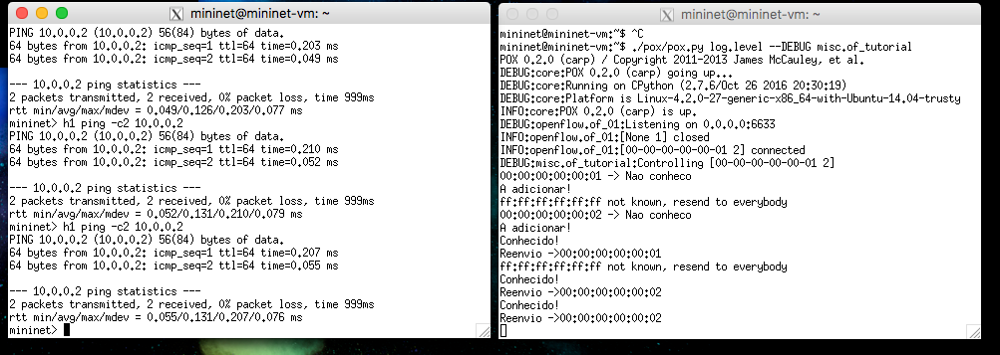 mininet@mininet-vm: ~
PING 10.0.0.2 (10.0.0.2) 56(84) bytes of data.
64 bytes from 10.0.0.2: icmp_seq=1 ttl=64 time=0.203 ms
64 bytes from 10.0.0.2: icmp_seq=2 ttl=64 time=0.049 ms

--- 10.0.0.2 ping statistics ---
2 packets transmitted, 2 received, 0% packet loss, time 999ms
rtt min/avg/max/mdev = 0.049/0.126/0.203/0.077 ms
mininet> h1 ping -c2 10.0.0.2
PING 10.0.0.2 (10.0.0.2) 56(84) bytes of data.
64 bytes from 10.0.0.2: icmp_seq=1 ttl=64 time=0.210 ms
64 bytes from 10.0.0.2: icmp_seq=2 ttl=64 time=0.052 ms

--- 10.0.0.2 ping statistics ---
2 packets transmitted, 2 received, 0% packet loss, time 999ms
rtt min/avg/max/mdev = 0.052/0.131/0.210/0.079 ms
mininet> h1 ping -c2 10.0.0.2
PING 10.0.0.2 (10.0.0.2) 56(84) bytes of data.
64 bytes from 10.0.0.2: icmp_seq=1 ttl=64 time=0.207 ms
64 bytes from 10.0.0.2: icmp_seq=2 ttl=64 time=0.055 ms

--- 10.0.0.2 ping statistics ---
2 packets transmitted, 2 received, 0% packet loss, time 999ms
rtt min/avg/max/mdev = 0.055/0.131/0.207/0.076 ms
mininet>
mininet@mininet-vm: ~
mininet@mininet-vm:~$ ^C
mininet@mininet-vm:~$ ./pox/pox.py log.level --DEBUG misc.of_tutorial
POX 0.2.0 (carp) / Copyright 2011-2013 James McCauley, et al.
DEBUG:core:POX 0.2.0 (carp) going up...
DEBUG:core:Running on CPython (2.7.6/Oct 26 2016 20:30:19)
DEBUG:core:Platform is Linux-4.2.0-27-generic-x86_64-with-Ubuntu-14.04-trusty
INFO:core:POX 0.2.0 (carp) is up.
DEBUG:openflow.of_01:Listening on 0.0.0.0:6633
INFO:openflow.of_01:[None 1] closed
INFO:openflow.of_01:[00-00-00-00-00-01 2] connected
DEBUG:misc.of_tutorial:Controlling [00-00-00-00-00-01 2]
00:00:00:00:00:01 -> Nao conheco
A adicionar!
ff:ff:ff:ff:ff:ff not known, resend to everybody
00:00:00:00:00:02 -> Nao conheco
A adicionar!
Conhecido!
Reenvio ->00:00:00:00:00:01
ff:ff:ff:ff:ff:ff not known, resend to everybody
Conhecido!
Reenvio ->00:00:00:00:00:02
Conhecido!
Reenvio ->00:00:00:00:00:02